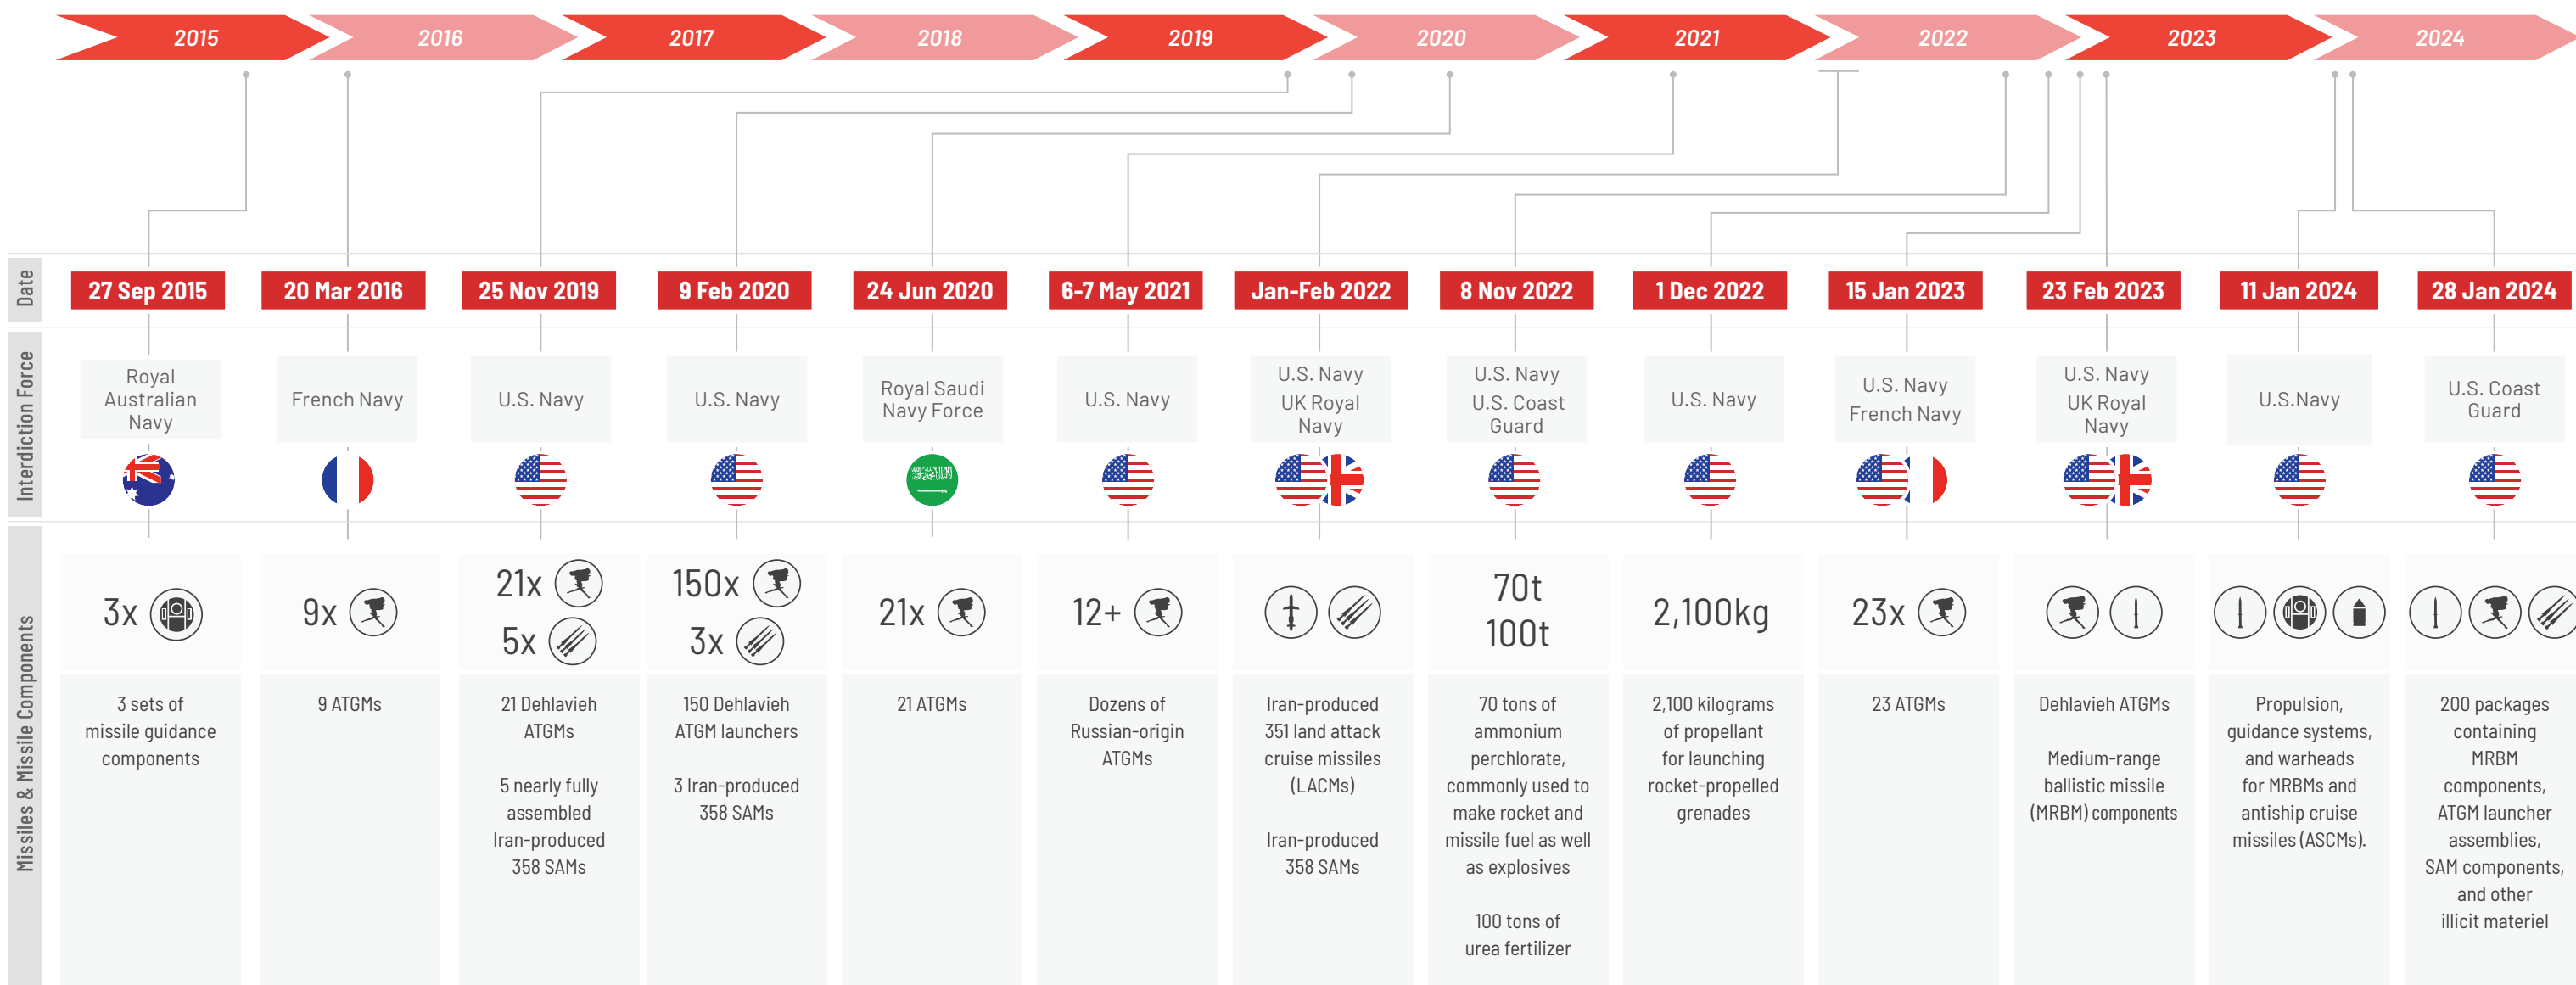 2015
2016
2017
2018
2019
2020
2021
2022
2023
2024
Date
27 Sep 2015
20 Mar 2016
25 Nov 2019
9 Feb 2020
24 Jun 2020
6-7 May 2021
Jan-Feb 2022
8 Nov 2022
1 Dec 2022
15 Jan 2023
23 Feb 2023
11 Jan 2024
28 Jan 2024
Interdiction Force
Royal
Australian
Navy
French Navy
U.S. Navy
U.S. Navy
Royal Saudi
Navy Force
U.S. Navy
U.S. Navy
UK Royal
Navy
U.S. Navy
U.S. Coast
Guard
U.S. Navy
U.S. Navy
French Navy
U.S. Navy
UK Royal
Navy
U.S.Navy
U.S. Coast
Guard
Missiles & Missile Components
3x
9x
21x
5x
150x
3x
21x
12+
70t
100t
2,100kg
23x
3 sets of
missile guidance
components
9 ATGMs
21 Dehlavieh
ATGMs
5 nearly fully
assembled
Iran-produced
358 SAMs
150 Dehlavieh
ATGM launchers
3 Iran-produced
358 SAMs
21 ATGMs
Dozens of
Russian-origin
ATGMs
Iran-produced
351 land attack
cruise missiles
(LACMs)
Iran-produced
358 SAMs
70 tons of
ammonium
perchlorate,
commonly used to
make rocket and
missile fuel as well
as explosives
100 tons of
urea fertilizer
2,100 kilograms
of propellant
for launching
rocket-propelled
grenades
23 ATGMs
Dehlavieh ATGMs
Medium-range
ballistic missile
(MRBM) components
Propulsion,
guidance systems,
and warheads
for MRBMs and
antiship cruise
missiles (ASCMs).
200 packages
containing
MRBM
components,
ATGM launcher
assemblies,
SAM components,
and other
illicit materiel